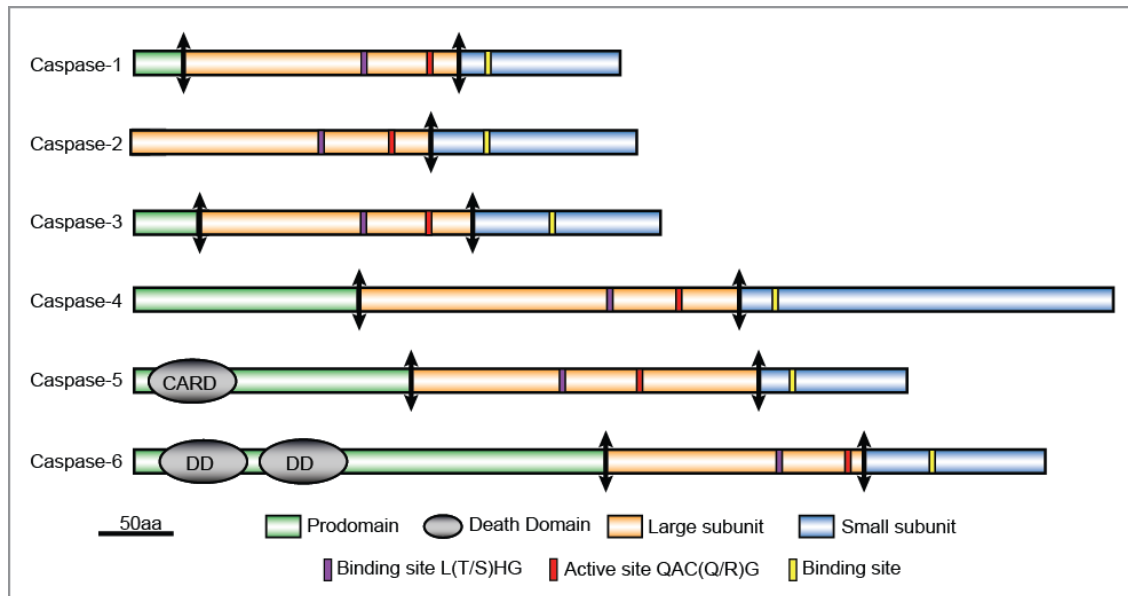 Caspase-1
Caspase-2
Caspase-3
Caspase-4
Caspase-5
CARD
Caspase-6
DD DD
50aa
Prodomain Death Domain Large subunit Small subunit
Binding site L(T/S)HG Active site QAC(Q/R)G Binding site